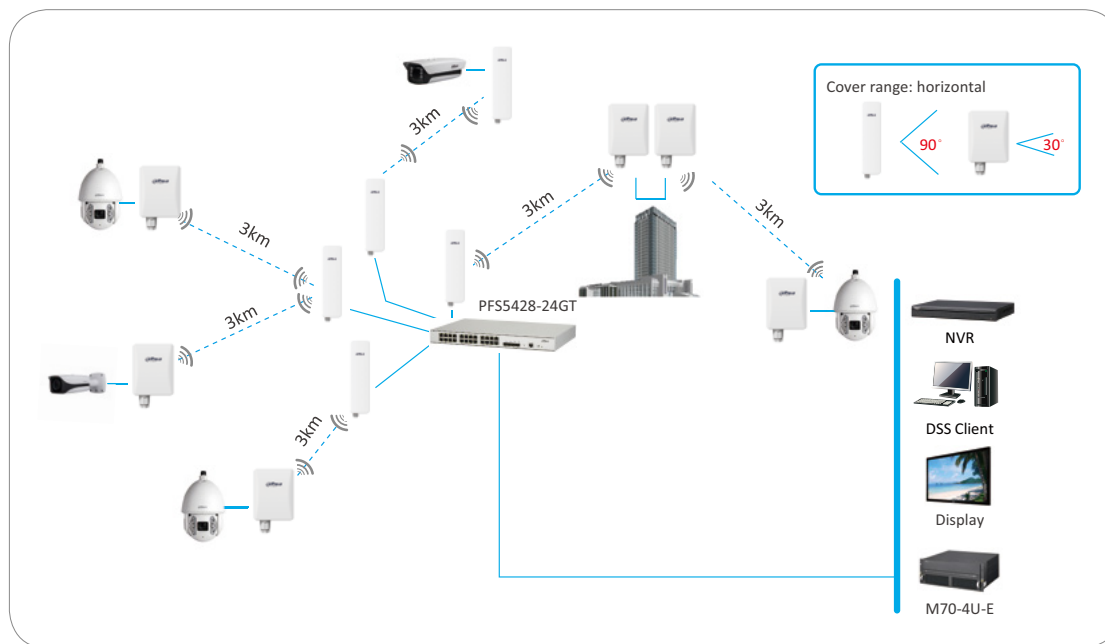 3km
Cover range: horizontal
90°
30°
3km
3km
3km
3km
PFS5428-24GT
3km
NVR
3km
DSS Client
Display
M70-4U-E